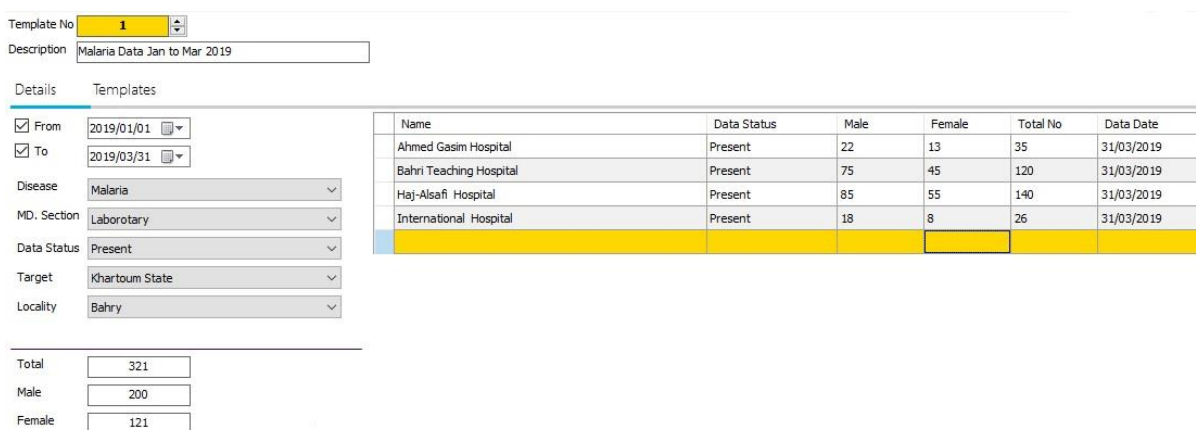 Template No 1
Description Malaria Data Jan to Mar 2019
Details Templates
From 2019/01/01
To 2019/03/31
Disease Malaria
MD. Section Laborotary
Data Status Present
Target Khartoum State
Locality Bahry
Total 321
Male 200
Female 121
Name Data Status Male Female Total No Data Date
Ahmed Gasim Hospital Present 22 13 35 31/03/2019
Bahri Teaching Hospital Present 75 45 120 31/03/2019
Haj-Alsafi Hospital Present 85 55 140 31/03/2019
International Hospital Present 18 8 26 31/03/2019